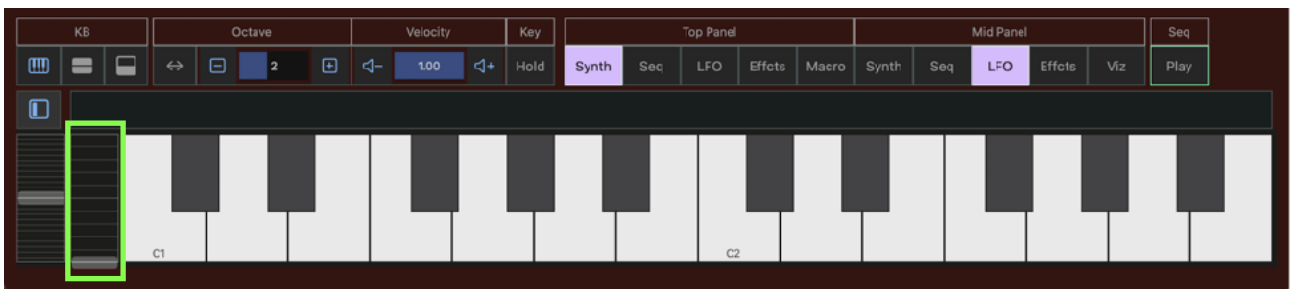 KB Octave Velocity Key Top Panel Mid Panel Seq
2 1.00 Hold Synth Seq LFO Effcts Macro Synth Seq LFO Effcts Viz Play
C1 C2